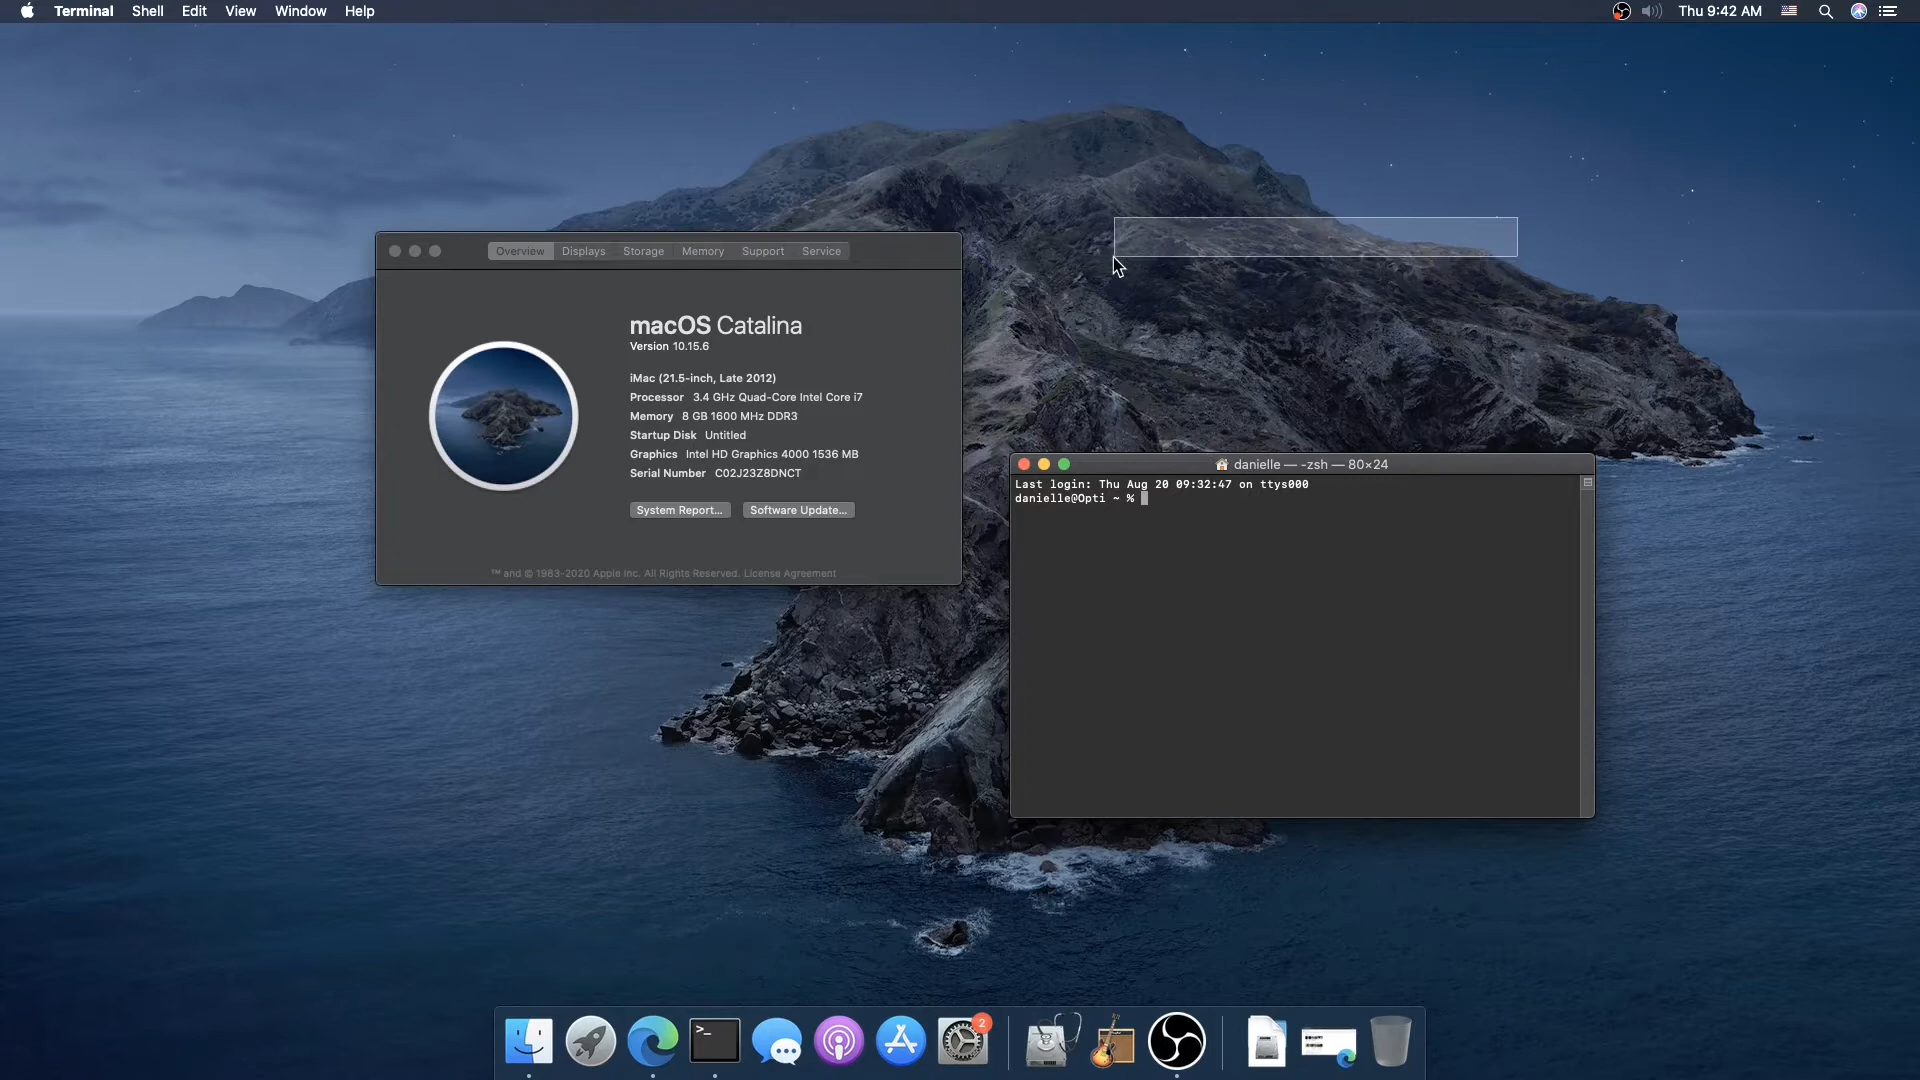 Terminal Shell Edit View Window Help
Thu 9:42 AM
Overview Displays Storage Memory Support Service
macOS Catalina
Version 10.15.6
iMac (21.5-inch, Late 2012)
Processor 3.4 GHz Quad-Core Intel Core i7
Memory 8 GB 1600 MHz DDR3
Startup Disk Untitled
Graphics Intel HD Graphics 4000 1536 MB
Serial Number C02J23Z8DNCT
System Report... Software Update...
™ and © 1983-2020 Apple Inc. All Rights Reserved. License Agreement
danielle — -zsh — 80×24
Last login: Thu Aug 20 09:32:47 on ttys000
danielle@Opti ~ %
>_
2